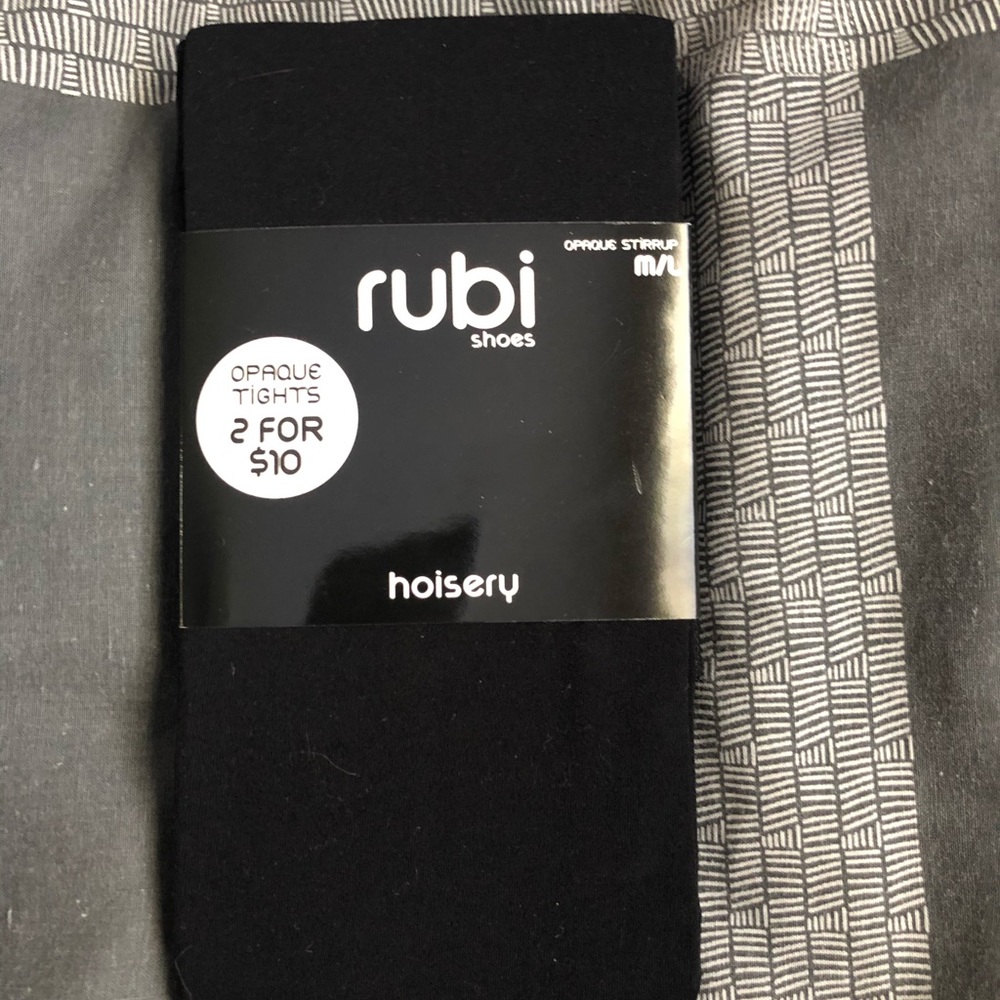 OPAQUE STIRRUP
M/L
rubi
shoes
OPAQUE
TIGHTS
2 FOR
$10
hoisery